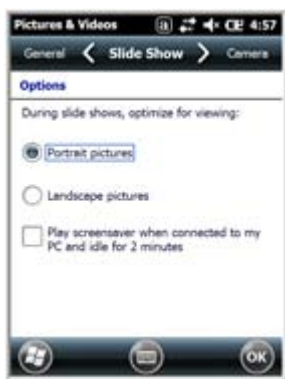 Pictures & Videos 4:57
General Slide Show Camera
Options
During slide shows, optimize for viewing:
Portrait pictures
Landscape pictures
Play screensaver when connected to my
PC and idle for 2 minutes
OK